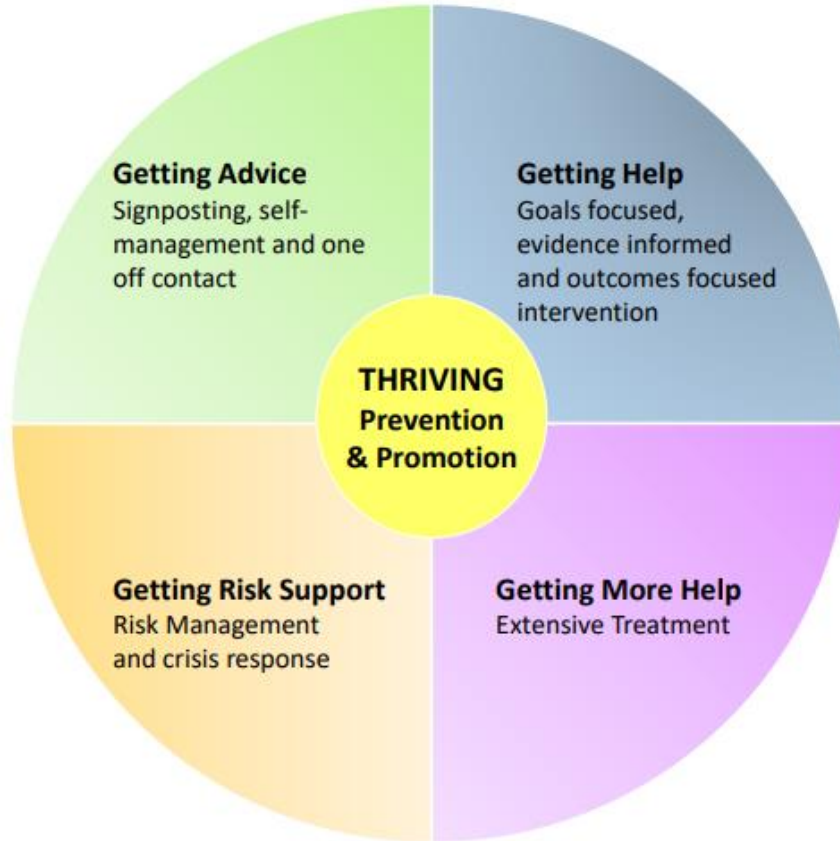 Getting Advice
Signposting, self-
management and one
off contact
Getting Help
Goals focused,
evidence informed
and outcomes focused
intervention
THRIVING
Prevention
& Promotion
Getting Risk Support
Risk Management
and crisis response
Getting More Help
Extensive Treatment